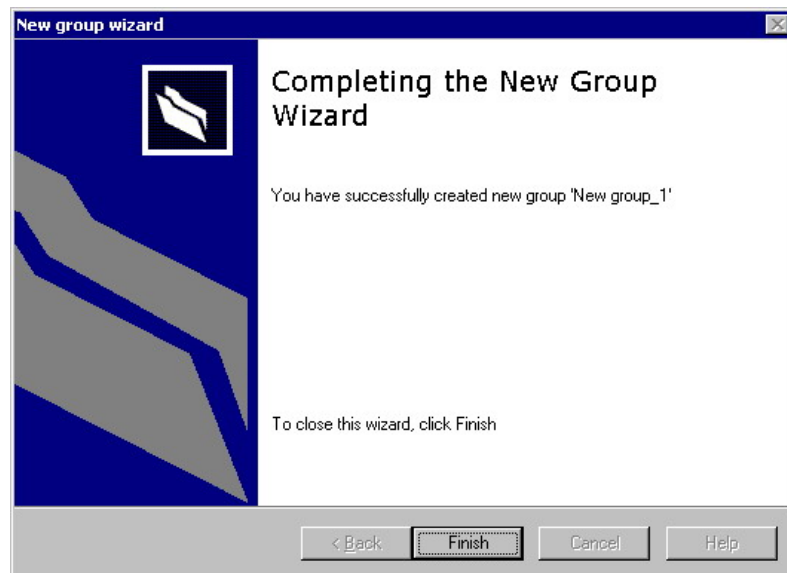 New group wizard
Completing the New Group
Wizard
You have successfully created new group 'New group_1'
To close this wizard, click Finish
< Back
Finish
Cancel
Help